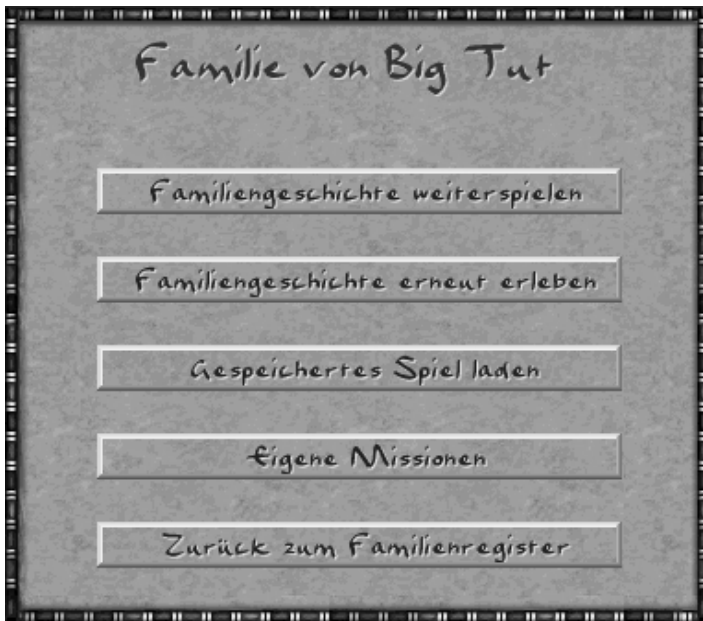 Familie von Big Tut
Familiengeschichte weiterspielen
Familiengeschichte erneut erleben
Gespeichertes Spiel laden
Eigene Missionen
Zurück zum Familienregister